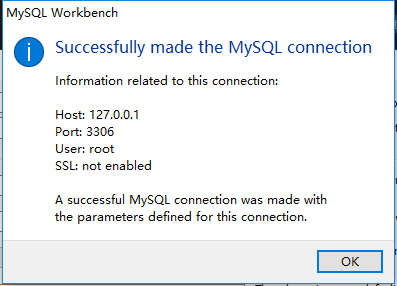 MySQL Workbench
Successfully made the MySQL connection
Information related to this connection:
Host: 127.0.0.1
Port: 3306
User: root
SSL: not enabled
A successful MySQL connection was made with
the parameters defined for this connection.
OK